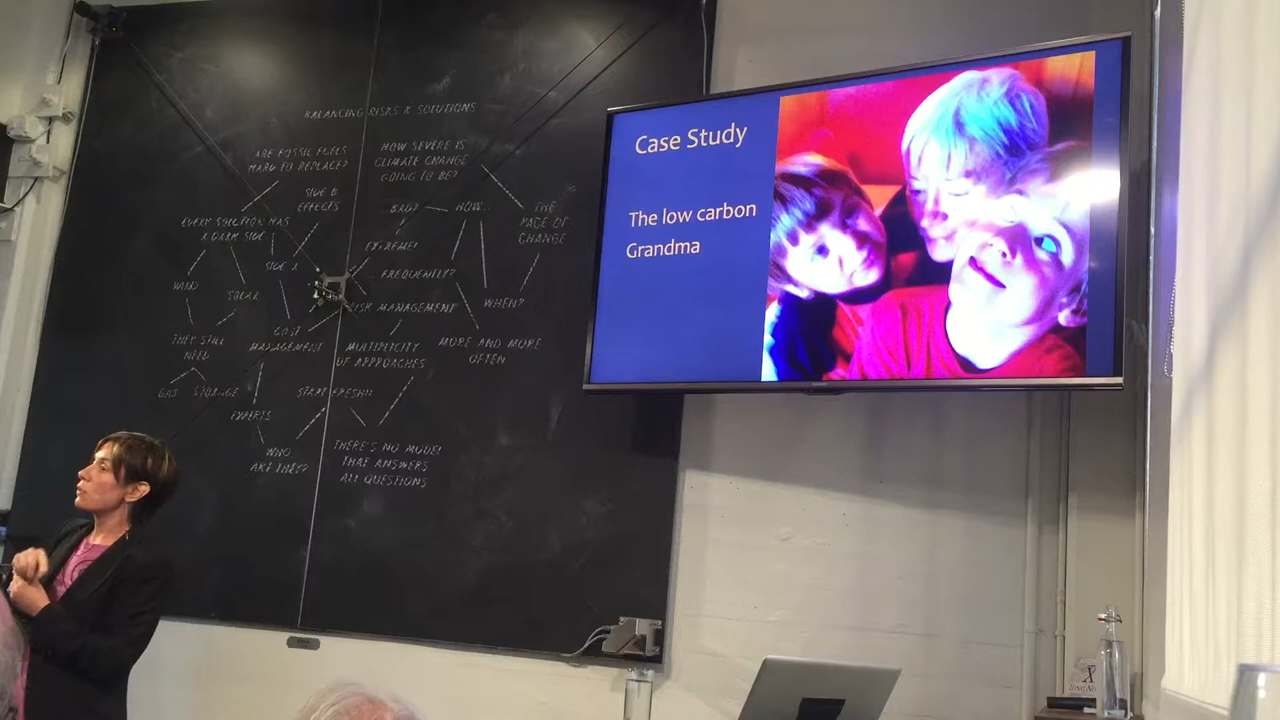 BALANCING RISKS & SOLUTIONS
ARE FOSSIL FUELS
HARD TO REPLACE?
HOW SEVERE IS
CLIMATE CHANGE
GOING TO BE?
SIDE B
EFFECTS
EVERY SOLUTION HAS
A DARK SIDE
BAD?
HOW...
THE
PACE OF
CHANGE
SIDE A
EXTREME?
FREQUENTLY?
WIND
SOLAR
RISK MANAGEMENT
WHEN?
THEY STILL
NEED
COST
MANAGEMENT
MULTIPLICITY
OF APPROACHES
MORE AND MORE
OFTEN
GAS STORAGE
START FRESH
EXPERTS
WHO
ARE THEY?
THERE'S NO MODEL
THAT ANSWERS
ALL QUESTIONS
Case Study
The low carbon
Grandma
X